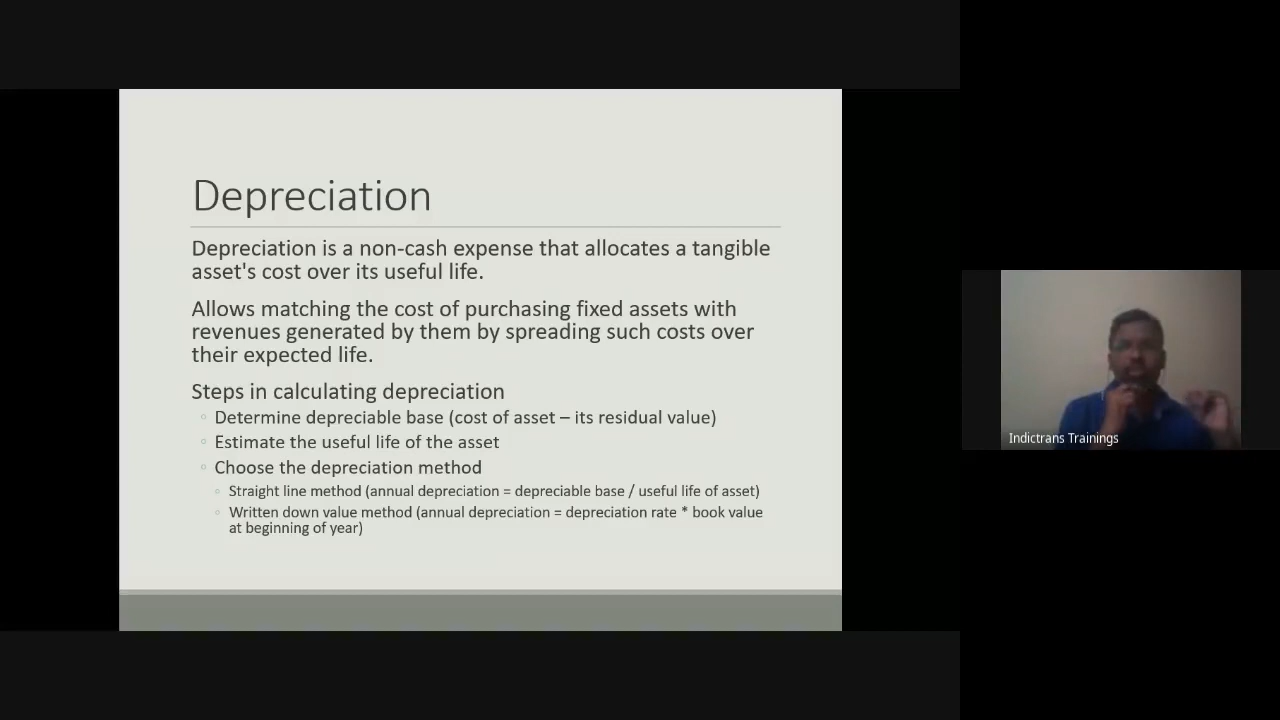 Depreciation
Depreciation is a non-cash expense that allocates a tangible
asset's cost over its useful life.
Allows matching the cost of purchasing fixed assets with
revenues generated by them by spreading such costs over
their expected life.
Steps in calculating depreciation
◦ Determine depreciable base (cost of asset – its residual value)
◦ Estimate the useful life of the asset
◦ Choose the depreciation method
◦ Straight line method (annual depreciation = depreciable base / useful life of asset)
◦ Written down value method (annual depreciation = depreciation rate * book value
at beginning of year)
Indictrans Trainings